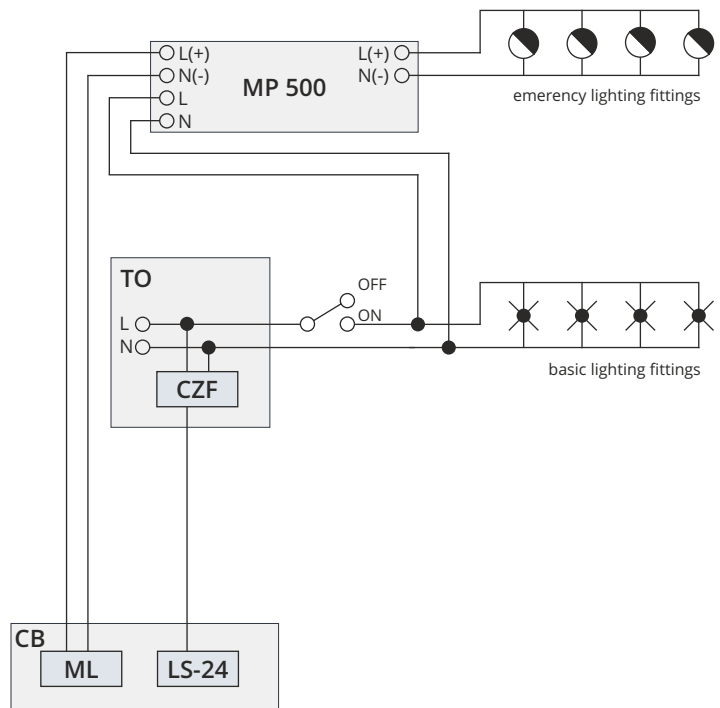 L(+)
N(-)
L
N
MP 500
L(+)
N(-)
emerency lighting fittings
TO
L
N
CZF
OFF
ON
basic lighting fittings
CB
ML
LS-24